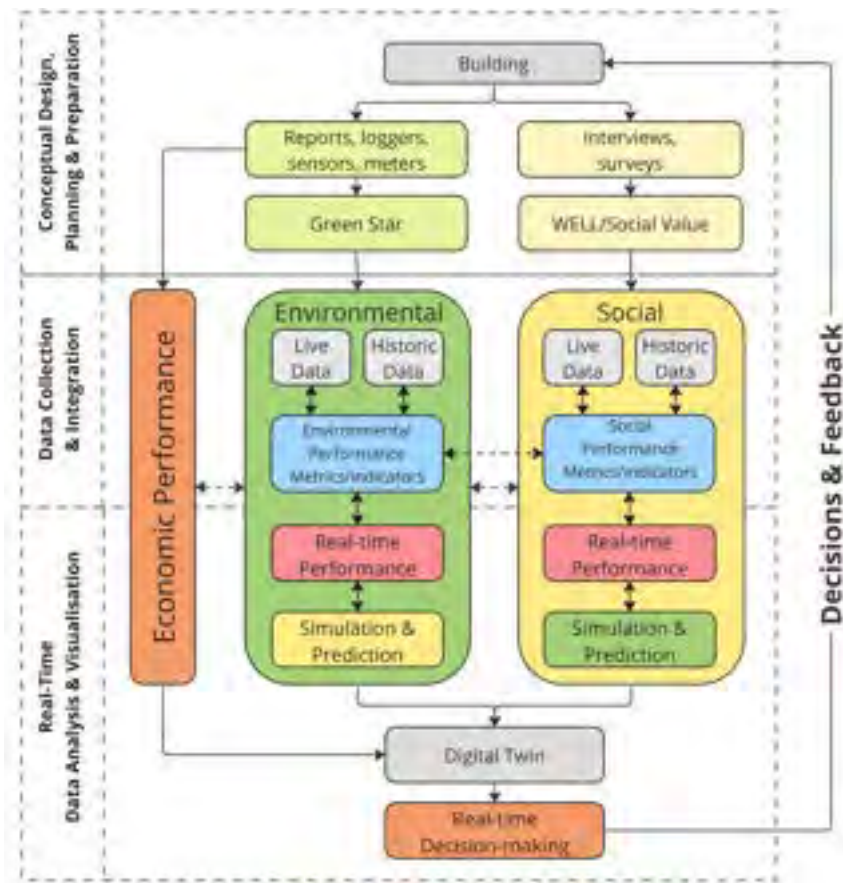 Conceptual Design,
Planning & Preparation
Building
Reports, loggers,
sensors, meters
Interviews,
surveys
Green Star
WELL/Social Value
Data Collection
& Integration
Economic Performance
Environmental
Live
Data
Historic
Data
Environmental
Performance
Metrics/Indicators
Real-time
Performance
Simulation &
Prediction
Social
Live
Data
Historic
Data
Social
Performance
Metrics/Indicators
Real-time
Performance
Simulation &
Prediction
Real-Time
Data Analysis & Visualisation
Digital Twin
Real-time
Decision-making
Decisions & Feedback